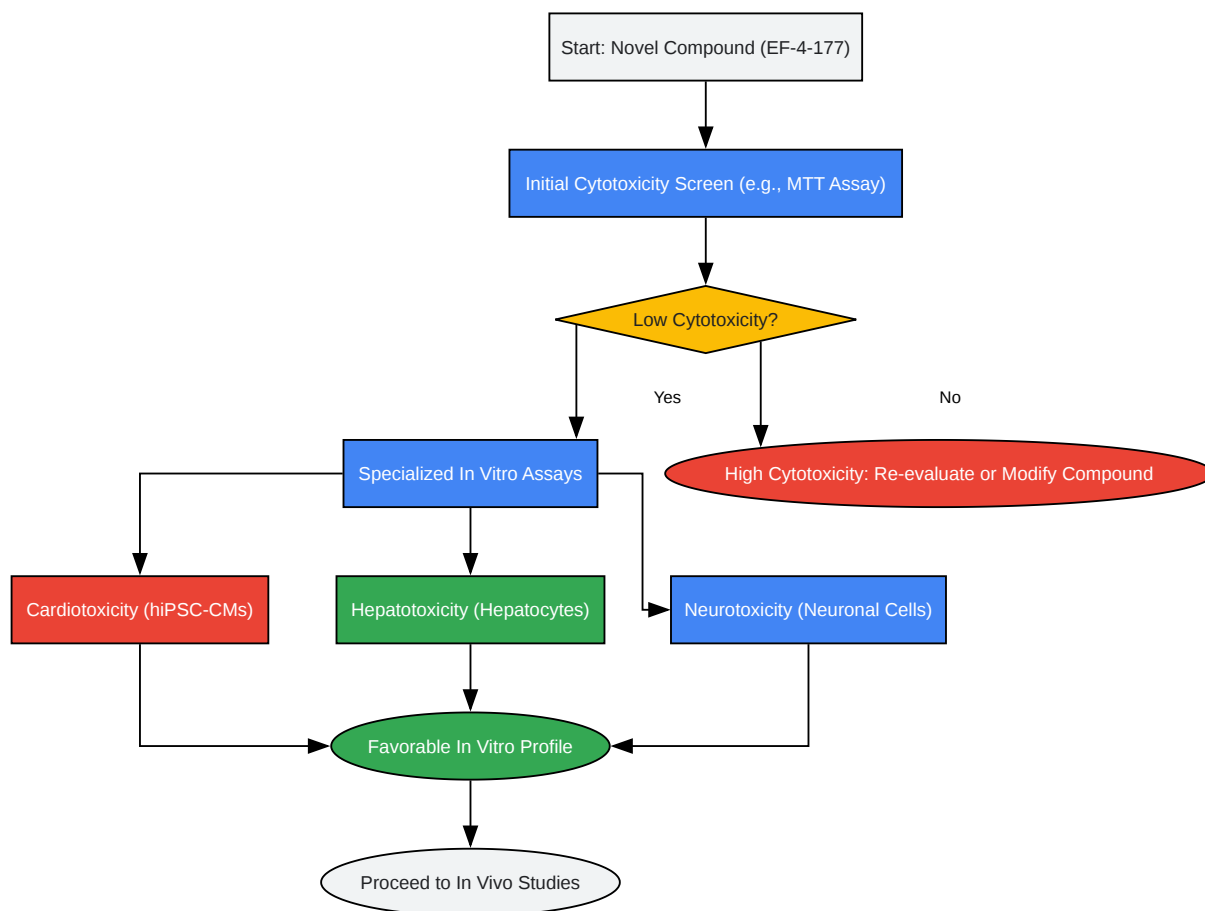 Start: Novel Compound (EF-4-177)
Initial Cytotoxicity Screen (e.g., MTT Assay)
Low Cytotoxicity?
Yes
No
Specialized In Vitro Assays
High Cytotoxicity: Re-evaluate or Modify Compound
Cardiotoxicity (hiPSC-CMs)
Hepatotoxicity (Hepatocytes)
Neurotoxicity (Neuronal Cells)
Favorable In Vitro Profile
Proceed to In Vivo Studies